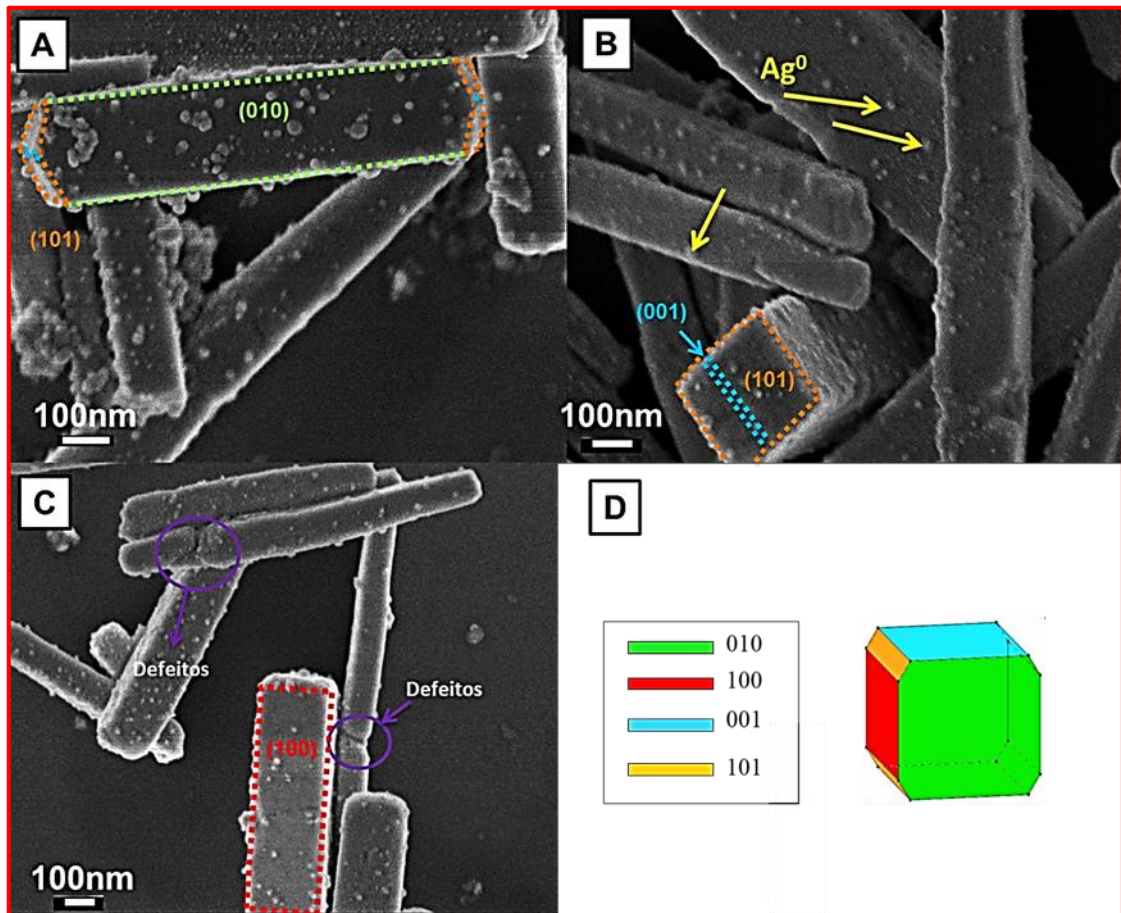 A
(010)
(101)
100nm
B
Ag⁰
(001)
(101)
100nm
C
Defeitos
Defeitos
(100)
100nm
D
010
100
001
101